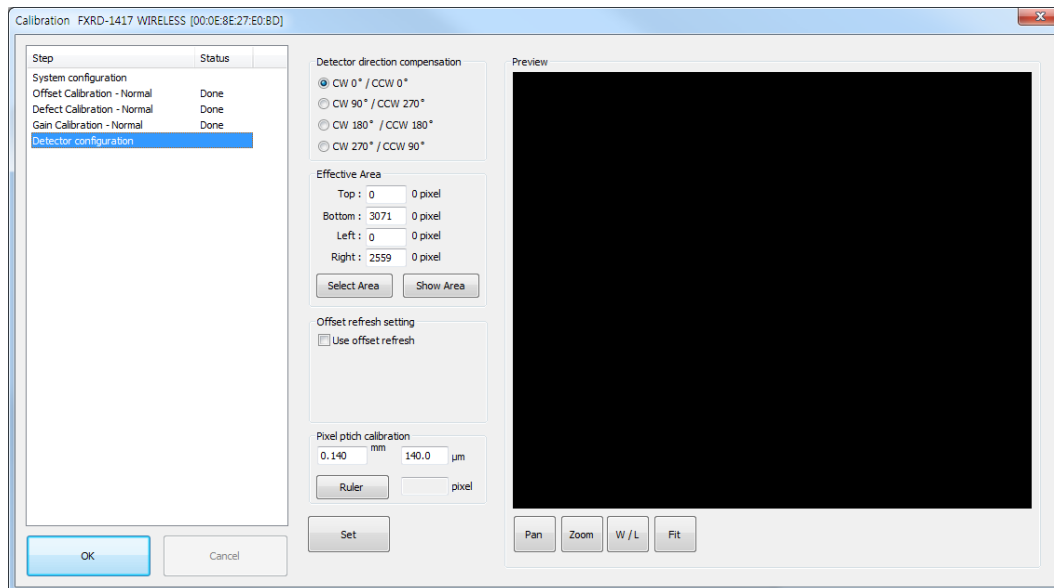 Calibration FXRD-1417 WIRELESS [00:0E:8E:27:E0:BD]
Step Status
System configuration
Offset Calibration - Normal Done
Defect Calibration - Normal Done
Gain Calibration - Normal Done
Detector configuration
OK
Cancel
Detector direction compensation
CW 0˚ / CCW 0˚
CW 90˚ / CCW 270˚
CW 180˚ / CCW 180˚
CW 270˚ / CCW 90˚
Effective Area
Top : 0 0 pixel
Bottom : 3071 0 pixel
Left : 0 0 pixel
Right : 2559 0 pixel
Select Area Show Area
Offset refresh setting
Use offset refresh
Pixel ptich calibration
0.140 mm 140.0 μm
Ruler pixel
Set
Preview
Pan Zoom W / L Fit